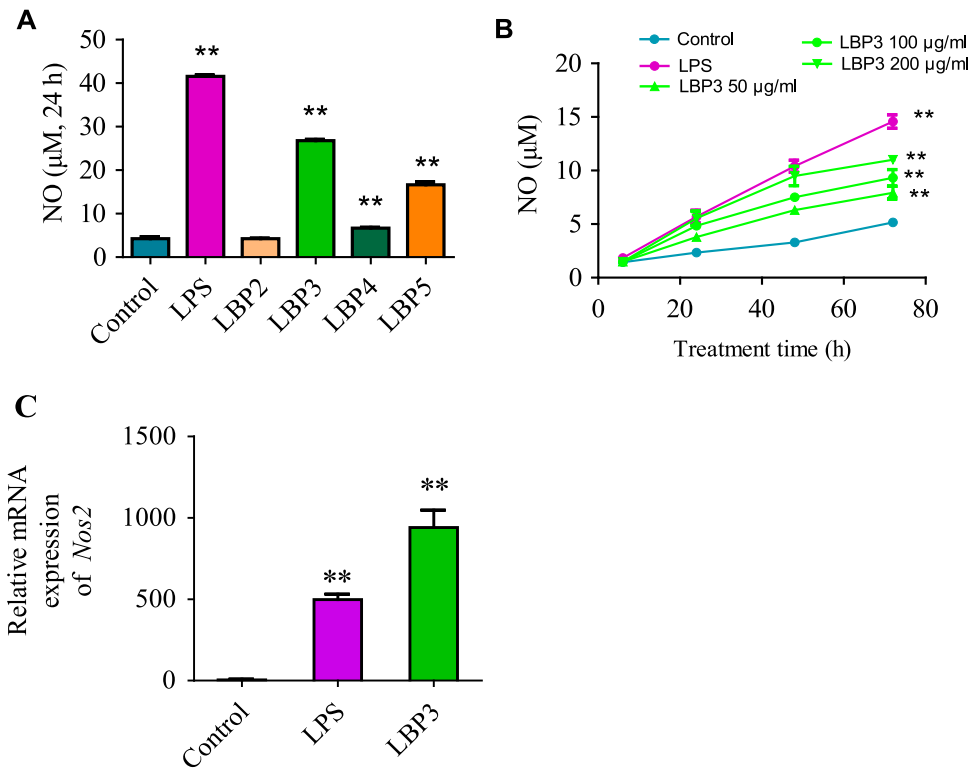 A
NO (µM, 24 h)
50
40
30
20
10
0
**
**
**
**
Control
LPS
LBP2
LBP3
LBP4
LBP5
B
Control
LPS
LBP3 50 µg/ml
LBP3 100 µg/ml
LBP3 200 µg/ml
NO (µM)
20
15
10
5
0
**
**
**
**
0 20 40 60 80
Treatment time (h)
C
Relative mRNA
expression
of Nos2
1500
1000
500
0
**
**
Control
LPS
LBP3